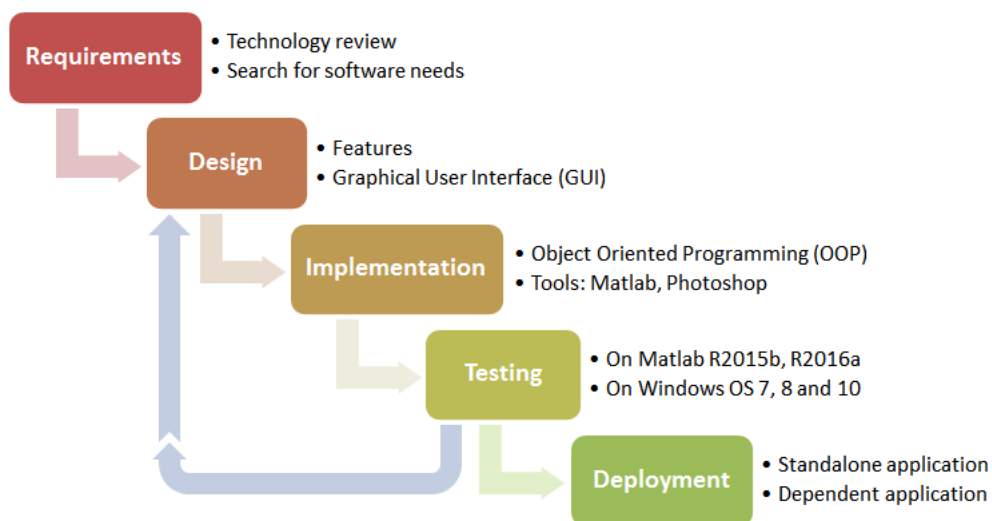 Requirements
• Technology review
• Search for software needs
Design
• Features
• Graphical User Interface (GUI)
Implementation
• Object Oriented Programming (OOP)
• Tools: Matlab, Photoshop
Testing
• On Matlab R2015b, R2016a
• On Windows OS 7, 8 and 10
Deployment
• Standalone application
• Dependent application